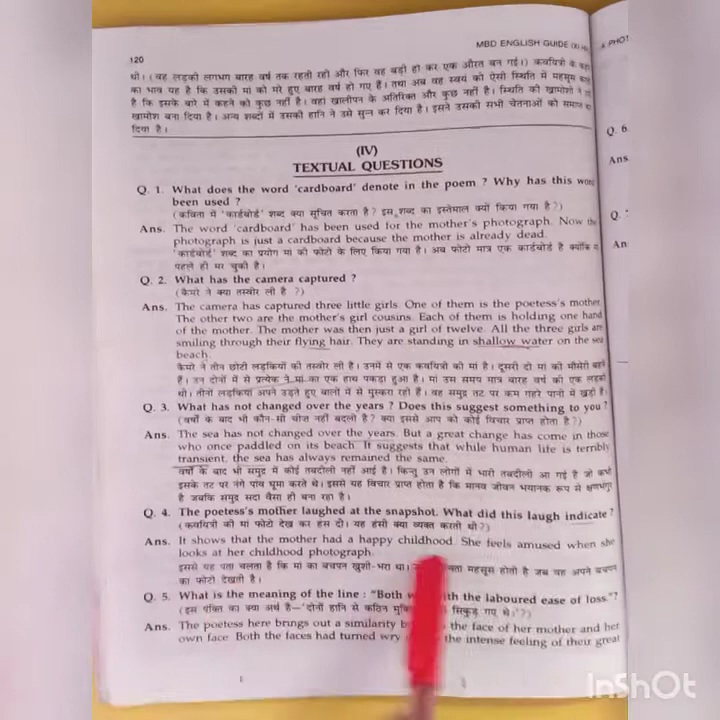 120
MBD ENGLISH GUIDE (XI
थी। (वह लड़की लगभग बारह वर्ष तक रहती रही और फिर वह बड़ी हो कर एक औरत बन गई।) कवयित्री के कहने
का भाव यह है कि उसकी मां को मरे हुए बारह वर्ष हो गए हैं। तथा अब वह स्वयं को ऐसी स्थिति में महसूस
है कि इसके बारे में कहने को कुछ नहीं है। वहां खालीपन के अतिरिक्त और कुछ नहीं है। स्थिति की खामोशी ने उसे
खामोश बना दिया है। अन्य शब्दों में उसकी हानि ने उसे सुन्न कर दिया है। इसने उसकी सभी चेतनाओं को समाप्त कर
दिया है।
(IV)
TEXTUAL QUESTIONS
Q. 1. What does the word 'cardboard' denote in the poem ? Why has this word
been used ?
(कविता में 'कार्डबोर्ड' शब्द क्या सूचित करता है ? इस शब्द का इस्तेमाल क्यों किया गया है ?)
Ans. The word 'cardboard' has been used for the mother's photograph. Now the
photograph is just a cardboard because the mother is already dead.
'कार्डबोर्ड' शब्द का प्रयोग मां की फोटो के लिए किया गया है। अब फोटो मात्र एक कार्डबोर्ड है क्योंकि मां
पहले ही मर चुकी है।
Q. 2. What has the camera captured ?
(कैमरे ने क्या तस्वीर ली है ?)
Ans. The camera has captured three little girls. One of them is the poetess's mother.
The other two are the mother's girl cousins. Each of them is holding one hand
of the mother. The mother was then just a girl of twelve. All the three girls are
smiling through their flying hair. They are standing in shallow water on the sea
beach.
कैमरे ने तीन छोटी लड़कियों की तस्वीर ली है। उनमें से एक कवयित्री की मां है। दूसरी दो मां की मौसेरी बहनें
हैं। उन दोनों में से प्रत्येक ने मां का एक हाथ पकड़ा हुआ है। मां उस समय मात्र बारह वर्ष की एक लड़की
थी। तीनों लड़कियां अपने उड़ते हुए बालों में से मुस्करा रही हैं। वह समुद्र तट पर कम गहरे पानी में खड़ी हैं।
Q. 3. What has not changed over the years ? Does this suggest something to you ?
(वर्षों के बाद भी कौन-सी चीज नहीं बदली है ? क्या इससे आप को कोई विचार प्राप्त होता है ?)
Ans. The sea has not changed over the years. But a great change has come in those
who once paddled on its beach. It suggests that while human life is terribly
transient, the sea has always remained the same.
वर्षों के बाद भी समुद्र में कोई तबदीली नहीं आई है। किन्तु उन लोगों में भारी तबदीली आ गई है जो कभी
इसके तट पर नंगे पांव घूमा करते थे। इससे यह विचार प्राप्त होता है कि मानव जीवन भयानक रूप से क्षणभंगुर
है जबकि समुद्र सदा वैसा ही बना रहा है।
Q. 4. The poetess's mother laughed at the snapshot. What did this laugh indicate ?
(कवयित्री की मां फोटो देख कर हंस दी। यह हंसी क्या व्यक्त करती थी ?)
Ans. It shows that the mother had a happy childhood. She feels amused when she
looks at her childhood photograph.
इससे यह पता चलता है कि मां का बचपन खुशी-भरा था। महसूस होती है जब वह अपने बचपन
का फोटो देखती है।
Q. 5. What is the meaning of the line : "Both the laboured ease of loss."?
(इस पंक्ति का क्या अर्थ है—'दोनों हानि से कठिन सिकुड़ गए थे।'?)
Ans. The poetess here brings out a similarity the face of her mother and her
own face. Both the faces had turned wry the intense feeling of their great
A PHOT
Q. 6
Ans
Q.
An
InShOt